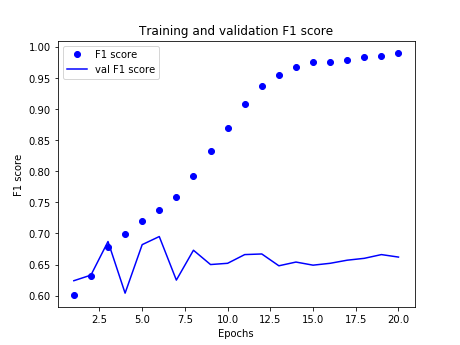 Training and validation F1 score
F1 score
val F1 score
1.00
0.95
0.90
0.85
0.80
0.75
0.70
0.65
0.60
F1 score
2.5 5.0 7.5 10.0 12.5 15.0 17.5 20.0
Epochs